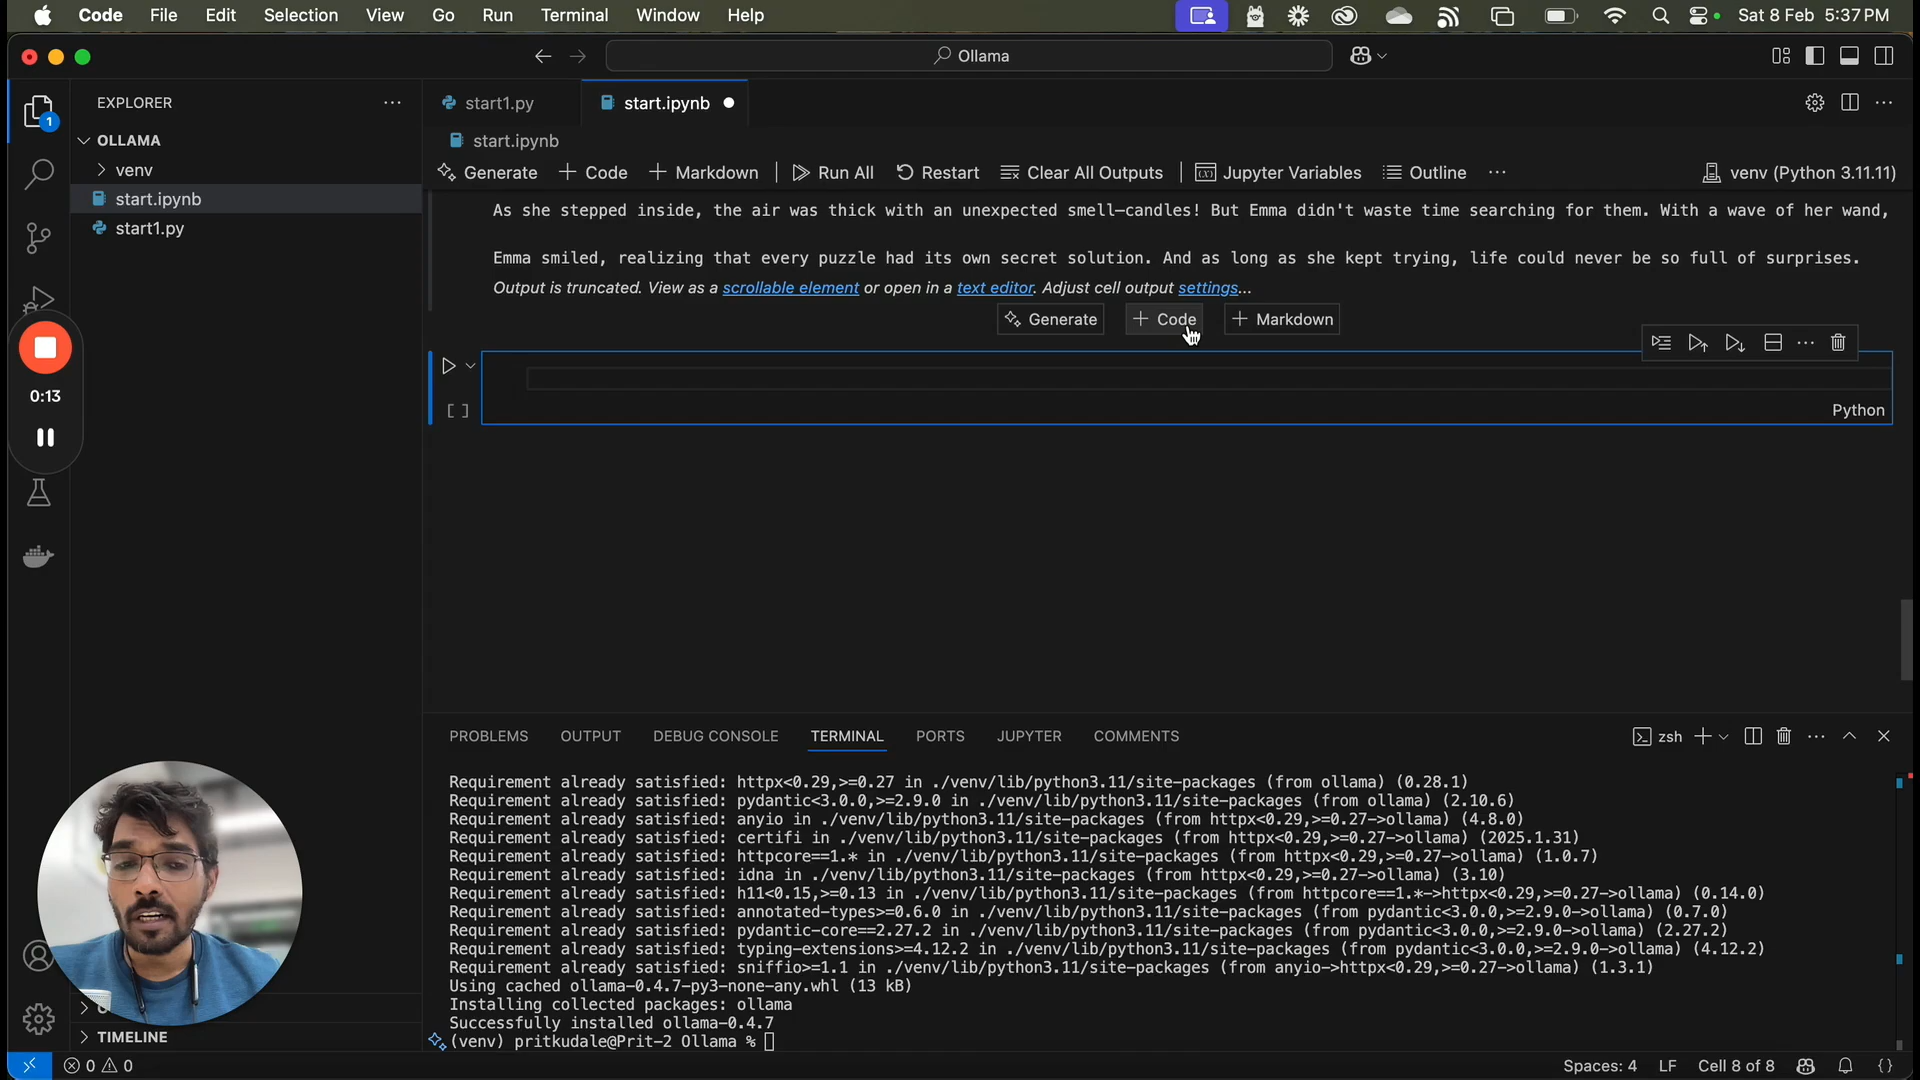 Code File Edit Selection View Go Run Terminal Window Help Sat 8 Feb 5:37 PM
Ollama
EXPLORER
start1.py
start.ipynb
OLLAMA
start.ipynb
venv
Generate
Code
Markdown
Run All
Restart
Clear All Outputs
Jupyter Variables
Outline
venv (Python 3.11.11)
start.ipynb
start1.py
1
As she stepped inside, the air was thick with an unexpected smell—candles! But Emma didn't waste time searching for them. With a wave of her wand,
Emma smiled, realizing that every puzzle had its own secret solution. And as long as she kept trying, life could never be so full of surprises.
Output is truncated. View as a scrollable element or open in a text editor. Adjust cell output settings...
Generate
Code
Markdown
0:13
[ ]
Python
PROBLEMS OUTPUT DEBUG CONSOLE TERMINAL PORTS JUPYTER COMMENTS
zsh
Requirement already satisfied: httpx<0.29,>=0.27 in ./venv/lib/python3.11/site-packages (from ollama) (0.28.1)
Requirement already satisfied: pydantic<3.0.0,>=2.9.0 in ./venv/lib/python3.11/site-packages (from ollama) (2.10.6)
Requirement already satisfied: anyio in ./venv/lib/python3.11/site-packages (from httpx<0.29,>=0.27->ollama) (4.8.0)
Requirement already satisfied: certifi in ./venv/lib/python3.11/site-packages (from httpx<0.29,>=0.27->ollama) (2025.1.31)
Requirement already satisfied: httpcore==1.* in ./venv/lib/python3.11/site-packages (from httpx<0.29,>=0.27->ollama) (1.0.7)
Requirement already satisfied: idna in ./venv/lib/python3.11/site-packages (from httpx<0.29,>=0.27->ollama) (3.10)
Requirement already satisfied: h11<0.15,>=0.13 in ./venv/lib/python3.11/site-packages (from httpcore==1.*->httpx<0.29,>=0.27->ollama) (0.14.0)
Requirement already satisfied: annotated-types>=0.6.0 in ./venv/lib/python3.11/site-packages (from pydantic<3.0.0,>=2.9.0->ollama) (0.7.0)
Requirement already satisfied: pydantic-core==2.27.2 in ./venv/lib/python3.11/site-packages (from pydantic<3.0.0,>=2.9.0->ollama) (2.27.2)
Requirement already satisfied: typing-extensions>=4.12.2 in ./venv/lib/python3.11/site-packages (from pydantic<3.0.0,>=2.9.0->ollama) (4.12.2)
Requirement already satisfied: sniffio>=1.1 in ./venv/lib/python3.11/site-packages (from anyio->httpx<0.29,>=0.27->ollama) (1.3.1)
Using cached ollama-0.4.7-py3-none-any.whl (13 kB)
Installing collected packages: ollama
Successfully installed ollama-0.4.7
(venv) pritkudale@Prit-2 Ollama %
TIMELINE
0 0
Spaces: 4 LF Cell 8 of 8